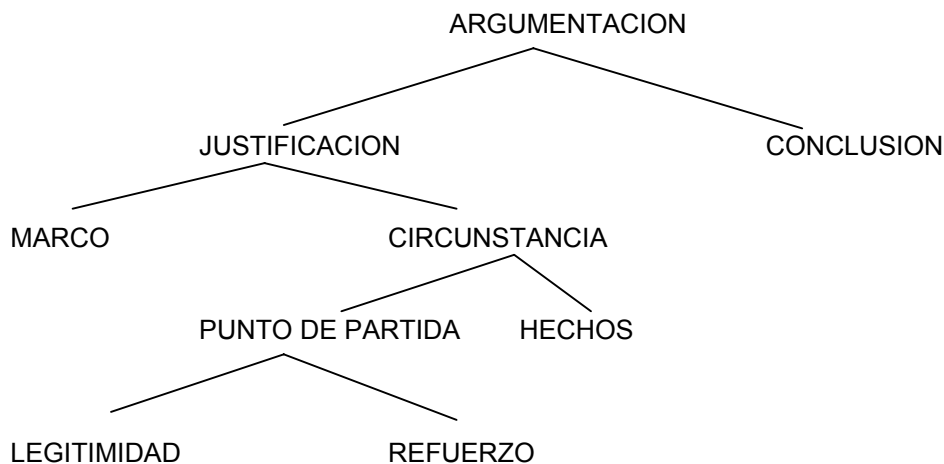 ARGUMENTACION
JUSTIFICACION CONCLUSION
MARCO CIRCUNSTANCIA
PUNTO DE PARTIDA HECHOS
LEGITIMIDAD REFUERZO